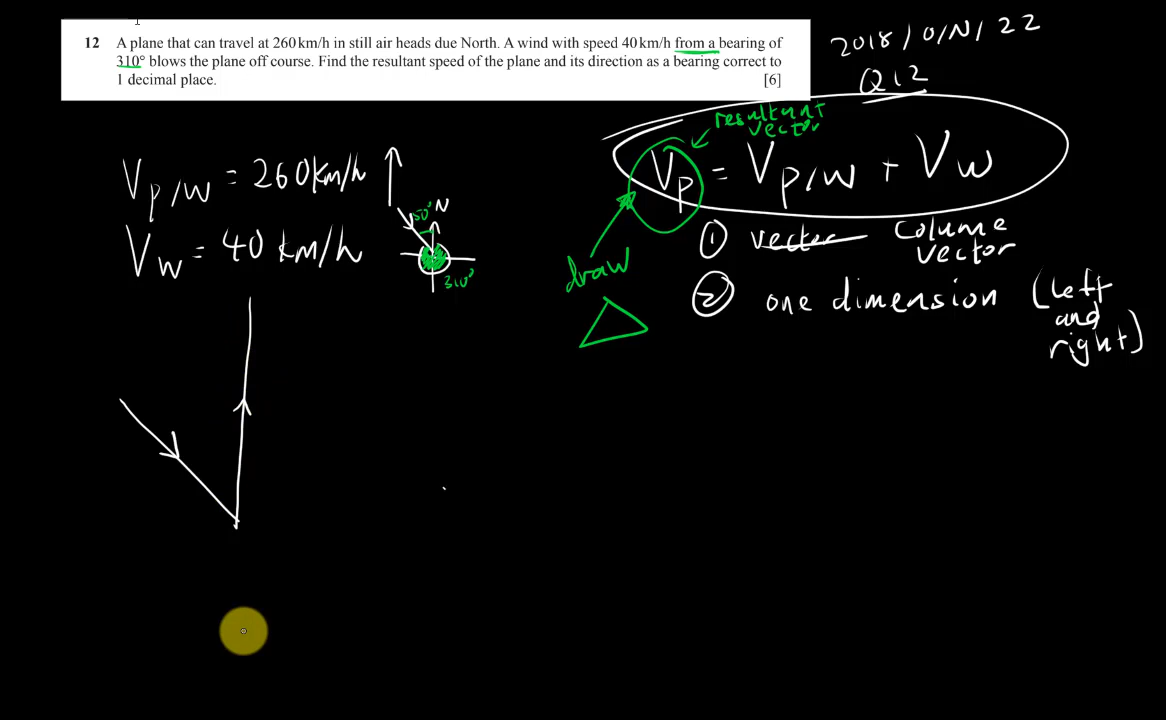 12 A plane that can travel at 260 km/h in still air heads due North. A wind with speed 40 km/h from a bearing of
310° blows the plane off course. Find the resultant speed of the plane and its direction as a bearing correct to
1 decimal place. [6]
2018/O/N/22
Q12
resultant
vector
Vp = Vp/w + Vw
Vp/w = 260km/h
50° N
Vw = 40 km/h
310°
draw
① vector column
vector
② one dimension (left
and
right)